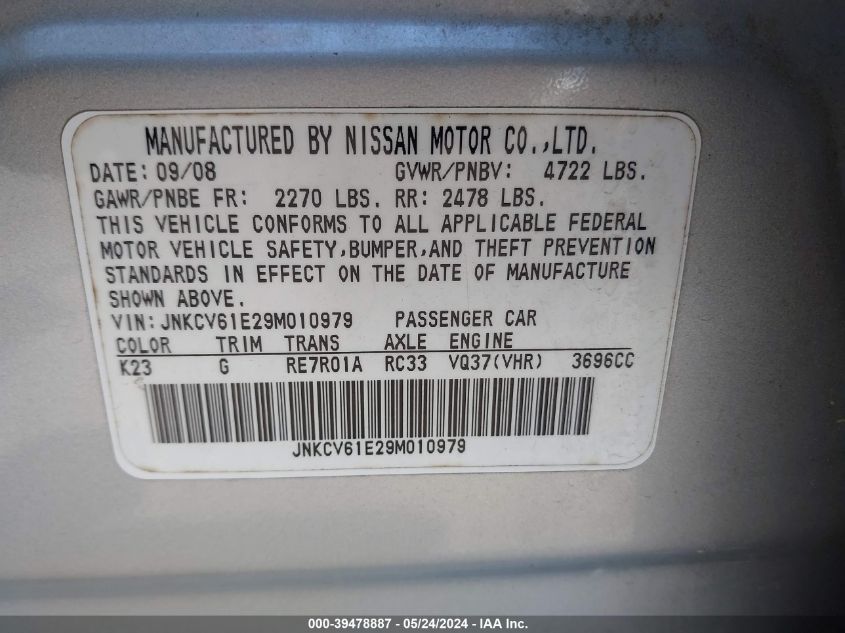 MANUFACTURED BY NISSAN MOTOR CO.,LTD.
DATE: 09/08 GVWR/PNBV: 4722 LBS.
GAWR/PNBE FR: 2270 LBS. RR: 2478 LBS.
THIS VEHICLE CONFORMS TO ALL APPLICABLE FEDERAL
MOTOR VEHICLE SAFETY,BUMPER,AND THEFT PREVENTION
STANDARDS IN EFFECT ON THE DATE OF MANUFACTURE
SHOWN ABOVE.
VIN:JNKCV61E29M010979 PASSENGER CAR
COLOR TRIM TRANS AXLE ENGINE
K23 G RE7R01A RC33 VQ37(VHR) 3696CC
JNKCV61E29M010979
000-39478887 - 05/24/2024 - IAA Inc.